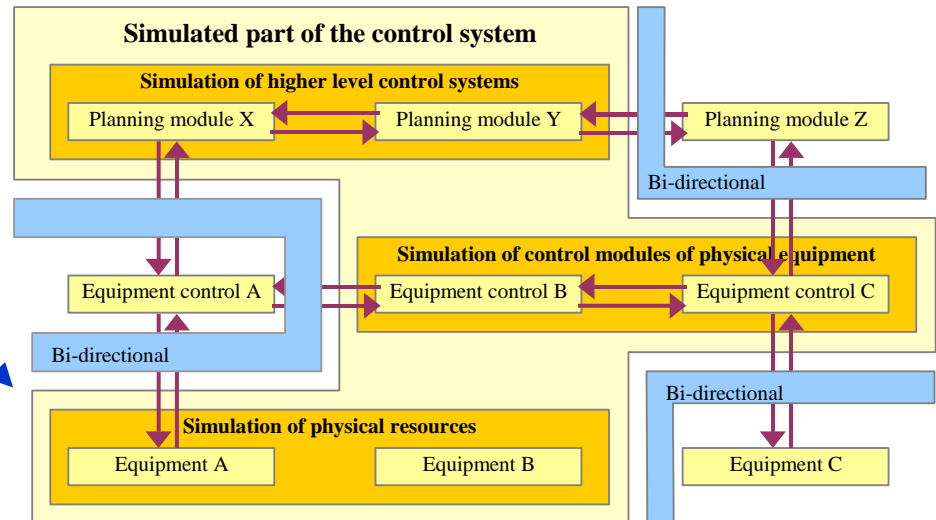 Simulated part of the control system
Simulation of higher level control systems
Planning module X
Planning module Y
Planning module Z
Bi-directional
Simulation of control modules of physical equipment
Equipment control A
Equipment control B
Equipment control C
Bi-directional
Bi-directional
Simulation of physical resources
Equipment A
Equipment B
Equipment C